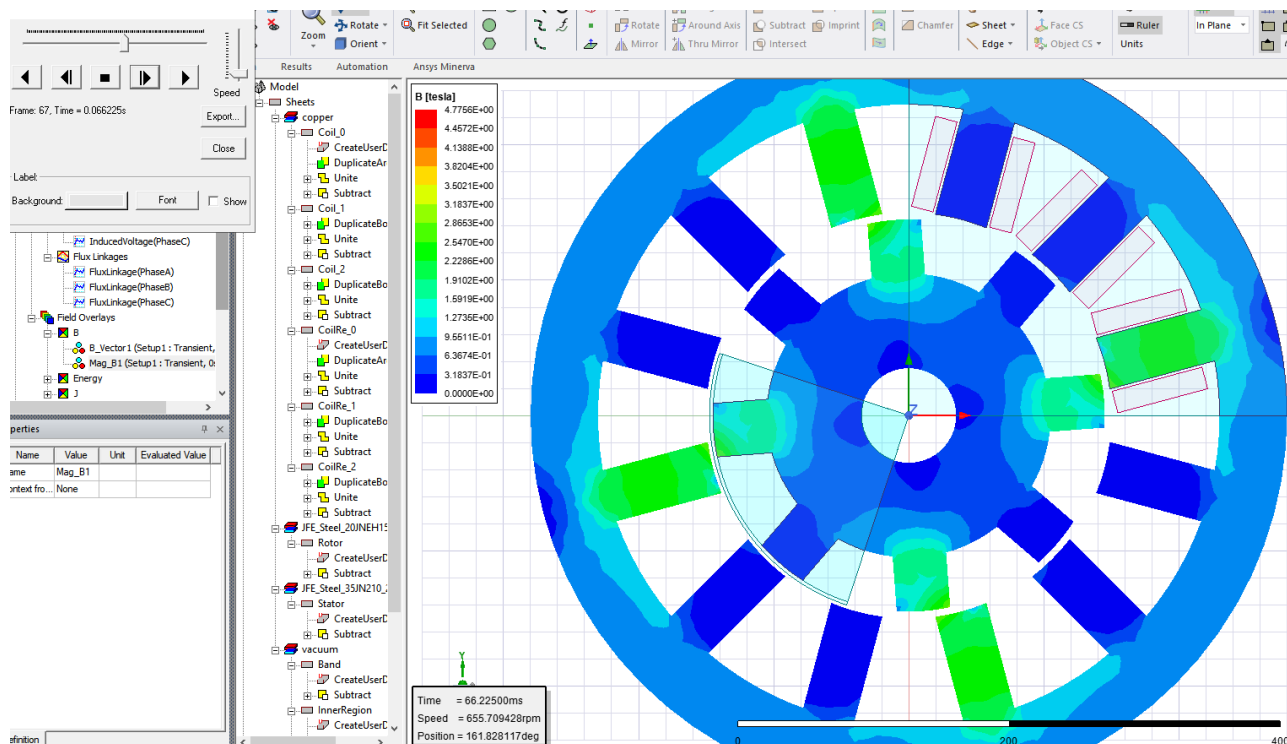 Zoom
Rotate
Orient
Fit Selected
Rotate
Mirror
Around Axis
Thru Mirror
Subtract
Imprint
Intersect
Chamfer
Sheet
Edge
Face CS
Object CS
Ruler
Units
In Plane
Results Automation Ansys Minerva
Speed
Frame: 67, Time = 0.066225s
Export...
Close
Label:
Background:
Font
Show
InducedVoltage(PhaseC)
Flux Linkages
FluxLinkage(PhaseA)
FluxLinkage(PhaseB)
FluxLinkage(PhaseC)
Field Overlays
B
B_Vector1 (Setup1 : Transient,
Mag_B1 (Setup1 : Transient, 0
Energy
J
perties
Name Value Unit Evaluated Value
ame Mag_B1
ontext fro... None
efinition
Model
Sheets
copper
Coil_0
CreateUserD
DuplicateAr
Unite
Subtract
Coil_1
DuplicateBo
Unite
Subtract
Coil_2
DuplicateBo
Unite
Subtract
CoilRe_0
CreateUserD
DuplicateAr
Unite
Subtract
CoilRe_1
DuplicateBo
Unite
Subtract
CoilRe_2
DuplicateBo
Unite
Subtract
JFE_Steel_20JNEH15
Rotor
CreateUserD
Subtract
JFE_Steel_35JN210_
Stator
CreateUserD
Subtract
vacuum
Band
CreateUserD
Subtract
InnerRegion
CreateUserD
B [tesla]
4.7756E+00
4.4572E+00
4.1388E+00
3.8204E+00
3.5021E+00
3.1837E+00
2.8653E+00
2.5470E+00
2.2286E+00
1.9102E+00
1.5919E+00
1.2735E+00
9.5511E-01
6.3674E-01
3.1837E-01
0.0000E+00
Z
Y
Time = 66.22500ms
Speed = 655.709428rpm
Position = 161.828117deg
0 200 400